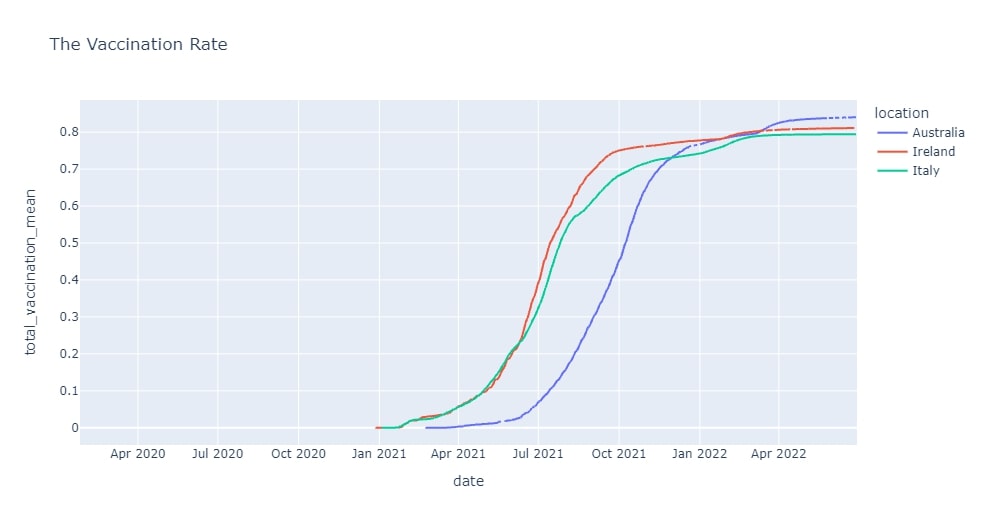 The Vaccination Rate
location
Australia
Ireland
Italy
total_vaccination_mean
0.8
0.7
0.6
0.5
0.4
0.3
0.2
0.1
0
Apr 2020 Jul 2020 Oct 2020 Jan 2021 Apr 2021 Jul 2021 Oct 2021 Jan 2022 Apr 2022
date